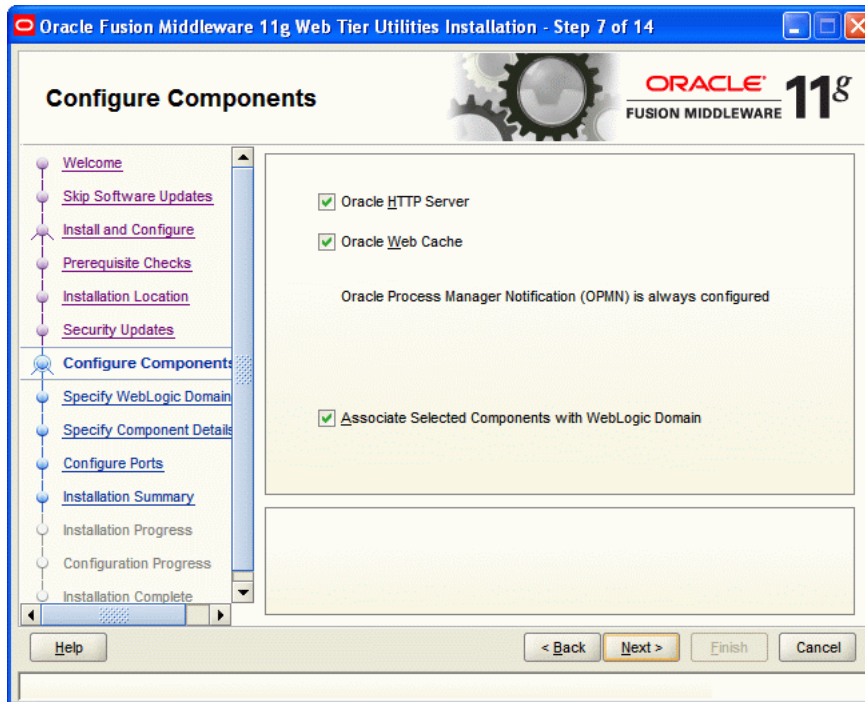 Oracle Fusion Middleware 11g Web Tier Utilities Installation - Step 7 of 14
Configure Components
ORACLE
FUSION MIDDLEWARE
11g
Welcome
Skip Software Updates
Install and Configure
Prerequisite Checks
Installation Location
Security Updates
Configure Components
Specify WebLogic Domain
Specify Component Details
Configure Ports
Installation Summary
Installation Progress
Configuration Progress
Installation Complete
Oracle HTTP Server
Oracle Web Cache
Oracle Process Manager Notification (OPMN) is always configured
Associate Selected Components with WebLogic Domain
Help
< Back
Next >
Finish
Cancel